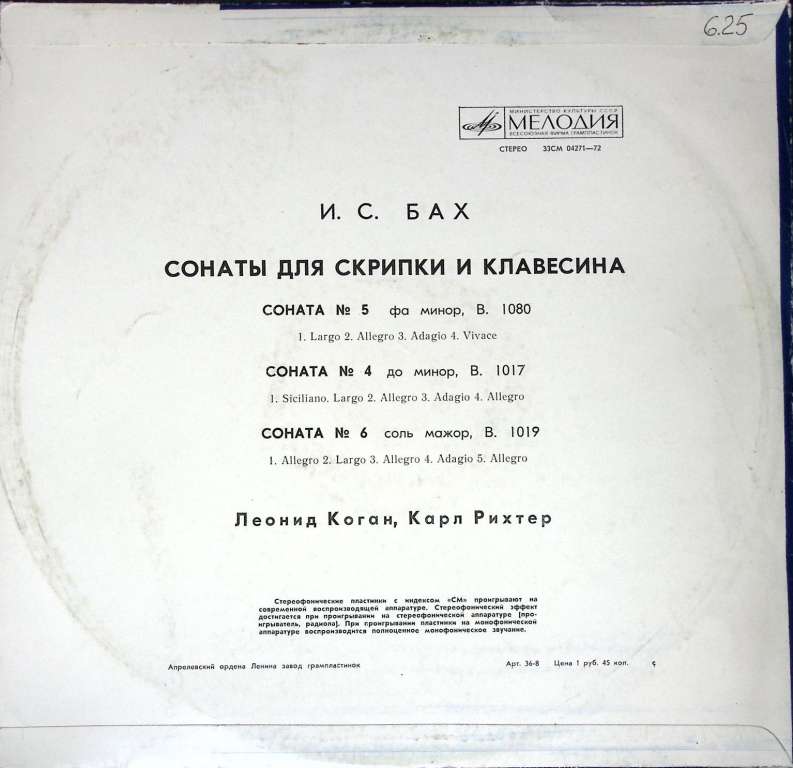 6.25
МИНИСТЕРСТВО КУЛЬТУРЫ СССР
МЕЛОДИЯ
ВСЕСОЮЗНАЯ ФИРМА ГРАМПЛАСТИНОК
СТЕРЕО 33СМ 04271—72
И. С. БАХ
СОНАТЫ ДЛЯ СКРИПКИ И КЛАВЕСИНА
СОНАТА № 5 фа минор, В. 1080
1. Largo 2. Allegro 3. Adagio 4. Vivace
СОНАТА № 4 до минор, В. 1017
1. Siciliano. Largo 2. Allegro 3. Adagio 4. Allegro
СОНАТА № 6 соль мажор, В. 1019
1. Allegro 2. Largo 3. Allegro 4. Adagio 5. Allegro
Леонид Коган, Карл Рихтер
Стереофонические пластинки с индексом «СМ» проигрывают на
современной воспроизводящей аппаратуре. Стереофонический эффект
достигается при проигрывании на стереофонической аппаратуре (про-
игрыватель, радиола). При проигрывании пластинки на монофонической
аппаратуре воспроизводится полноценное монофоническое звучание.
Апрелевский ордена Ленина завод грампластинок Арт. 36-8 Цена 1 руб. 45 коп.